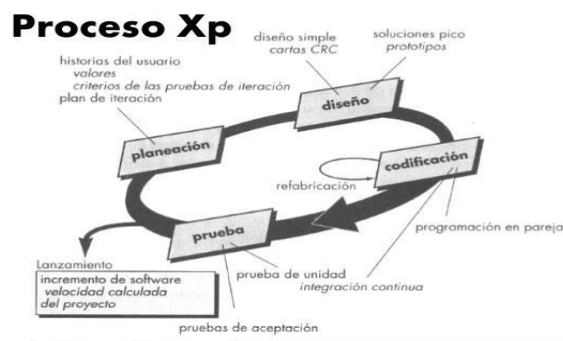 Proceso Xp
diseño simple
cartas CRC
soluciones pico
prototipos
historias del usuario
valores
criterios de las pruebas de iteración
plan de iteración
diseño
planeación
codificación
refabricación
programación en pareja
prueba
Lanzamiento
incremento de software
velocidad calculada
del proyecto
prueba de unidad
integración continua
pruebas de aceptación